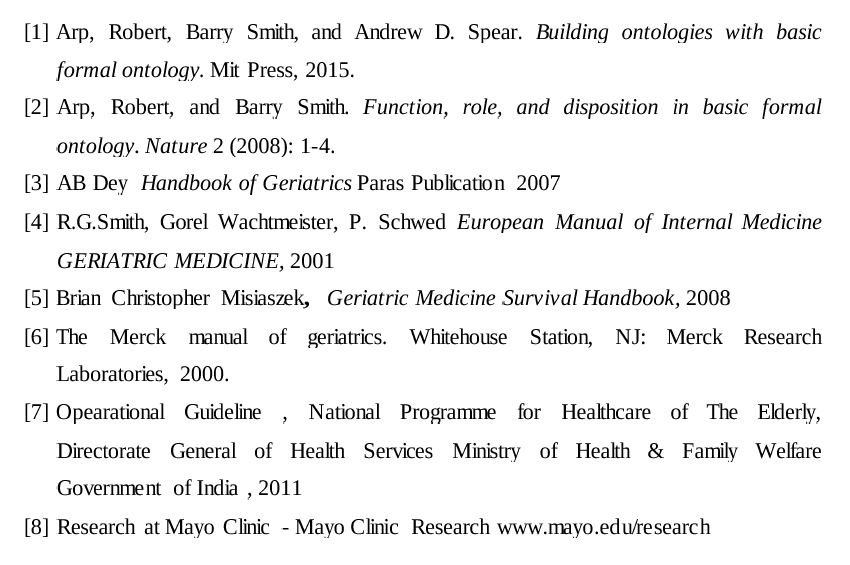 [1] Arp, Robert, Barry Smith, and Andrew D. Spear. Building ontologies with basic
formal ontology. Mit Press, 2015.
[2] Arp, Robert, and Barry Smith. Function, role, and disposition in basic formal
ontology. Nature 2 (2008): 1-4.
[3] AB Dey Handbook of Geriatrics Paras Publication 2007
[4] R.G.Smith, Gorel Wachtmeister, P. Schwed European Manual of Internal Medicine
GERIATRIC MEDICINE, 2001
[5] Brian Christopher Misiaszek, Geriatric Medicine Survival Handbook, 2008
[6] The Merck manual of geriatrics. Whitehouse Station, NJ: Merck Research
Laboratories, 2000.
[7] Opearational Guideline , National Programme for Healthcare of The Elderly,
Directorate General of Health Services Ministry of Health & Family Welfare
Government of India , 2011
[8] Research at Mayo Clinic - Mayo Clinic Research www.mayo.edu/research